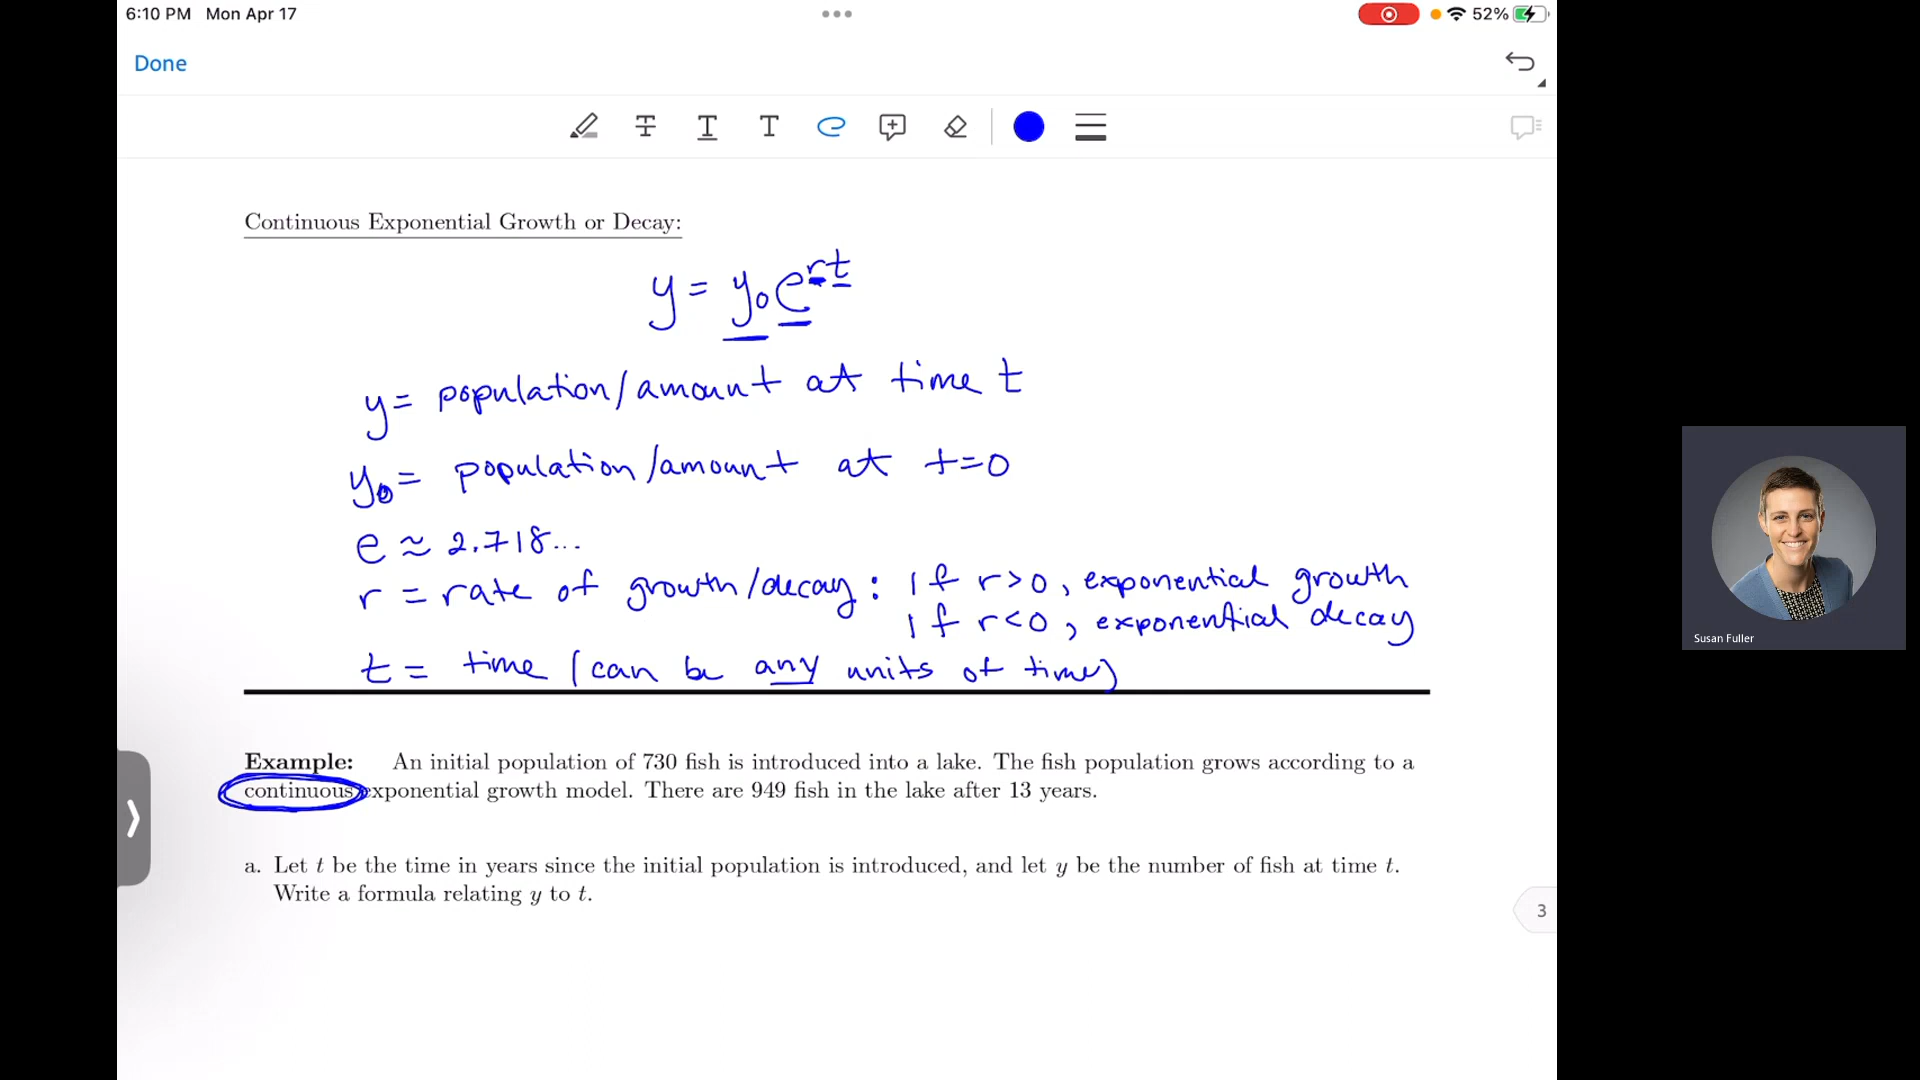 6:10 PM Mon Apr 17
52%
Done
Continuous Exponential Growth or Decay:
y = y₀e^{rt}
y = population/amount at time t
y₀ = population/amount at t=0
e ≈ 2.718...
r = rate of growth/decay: if r>0, exponential growth
if r<0, exponential decay
t = time (can be any units of time)
Example: An initial population of 730 fish is introduced into a lake. The fish population grows according to a
continuous exponential growth model. There are 949 fish in the lake after 13 years.
a. Let t be the time in years since the initial population is introduced, and let y be the number of fish at time t.
Write a formula relating y to t.
3
Susan Fuller